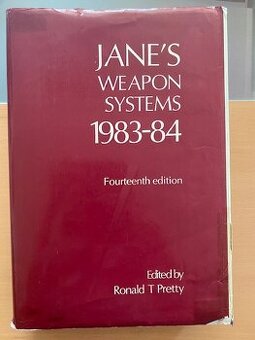 JANE'S
WEAPON
SYSTEMS
1983-84
Fourteenth edition
Edited by
Ronald T Pretty